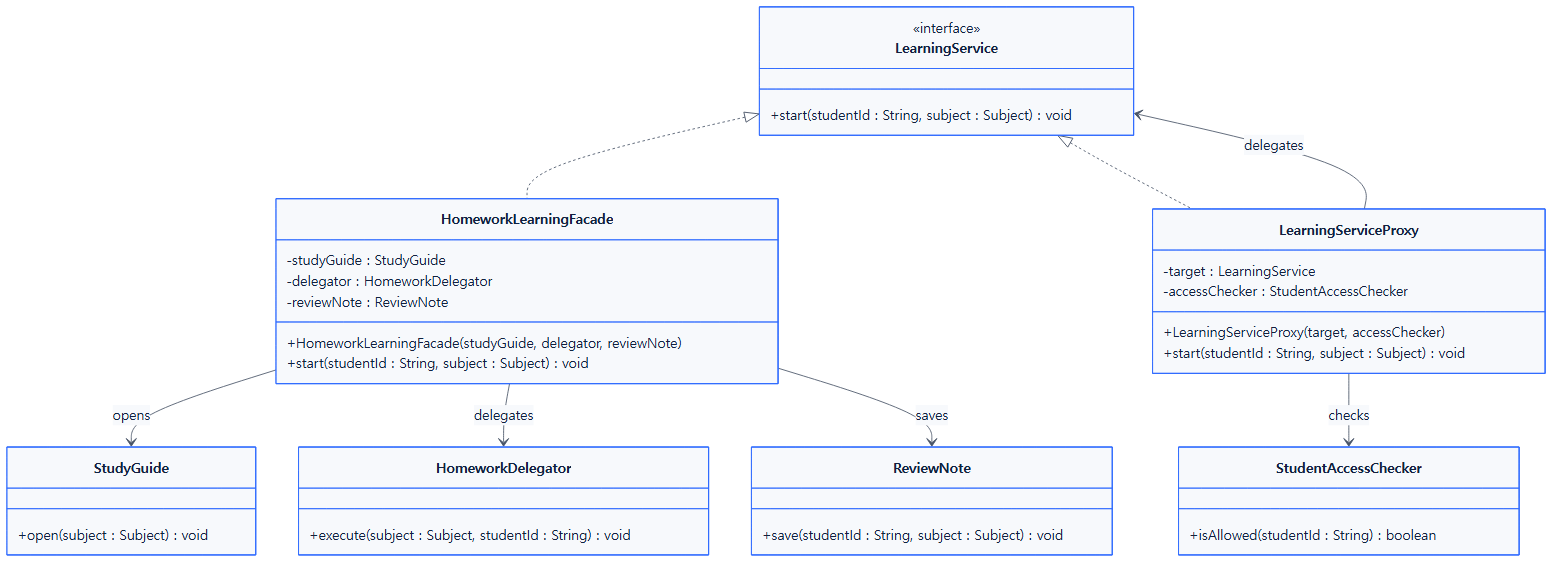 «interface»
LearningService
+start(studentId : String, subject : Subject) : void
delegates
HomeworkLearningFacade
-studyGuide : StudyGuide
-delegator : HomeworkDelegator
-reviewNote : ReviewNote
+HomeworkLearningFacade(studyGuide, delegator, reviewNote)
+start(studentId : String, subject : Subject) : void
LearningServiceProxy
-target : LearningService
-accessChecker : StudentAccessChecker
+LearningServiceProxy(target, accessChecker)
+start(studentId : String, subject : Subject) : void
opens
delegates
saves
checks
StudyGuide
+open(subject : Subject) : void
HomeworkDelegator
+execute(subject : Subject, studentId : String) : void
ReviewNote
+save(studentId : String, subject : Subject) : void
StudentAccessChecker
+isAllowed(studentId : String) : boolean